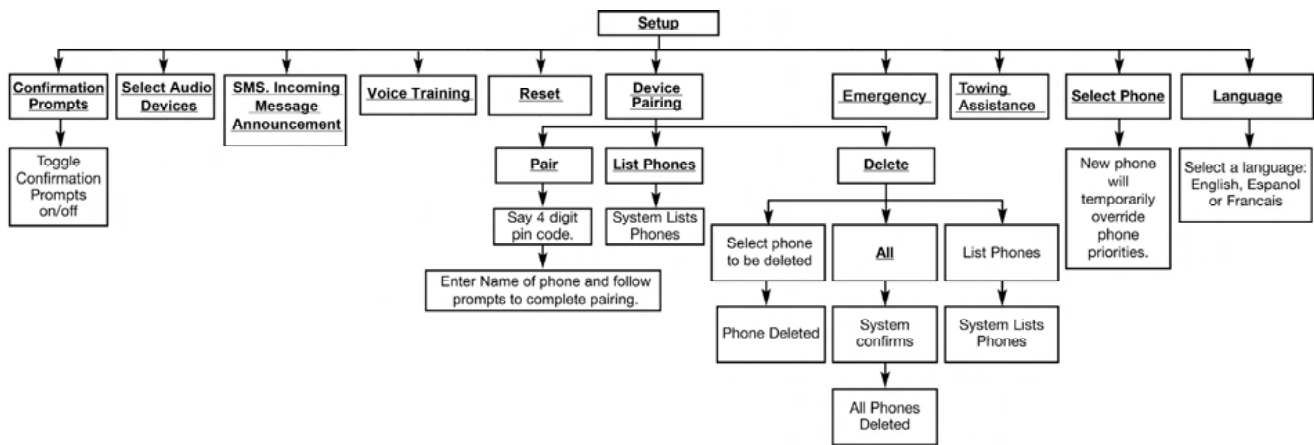 Setup
Confirmation
Prompts
Select Audio
Devices
SMS. Incoming
Message
Announcement
Voice Training
Reset
Device
Pairing
Emergency
Towing
Assistance
Select Phone
Language
Toggle
Confirmation
Prompts
on/off
Pair
List Phones
Delete
New phone
will
temporarily
override
phone
priorities.
Select a language:
English, Espanol
or Francais
Say 4 digit
pin code.
System Lists
Phones
Enter Name of phone and follow
prompts to complete pairing.
Select phone
to be deleted
All
List Phones
Phone Deleted
System
confirms
System Lists
Phones
All Phones
Deleted